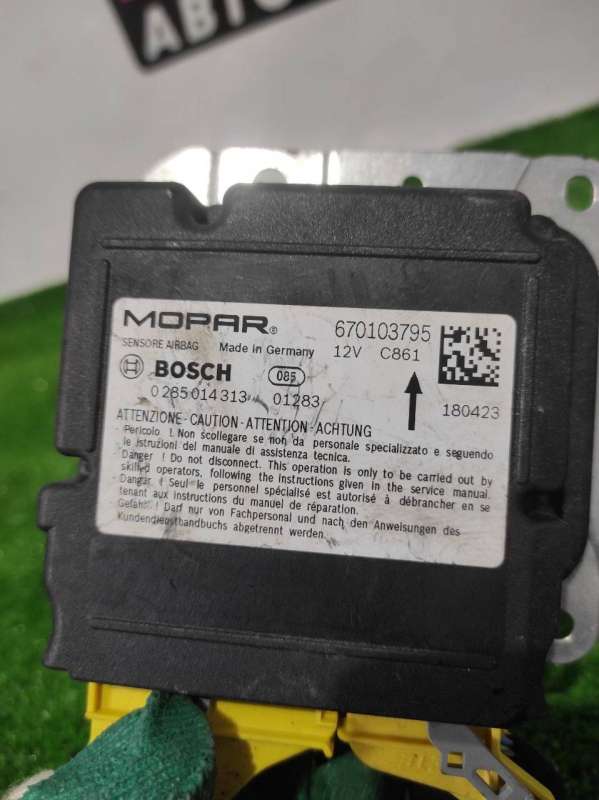 АВТО
MOPAR® 670103795
SENSORE AIRBAG Made in Germany 12V C861
BOSCH 086
0 285 014 313 01283 180423
ATTENZIONE - CAUTION - ATTENTION - ACHTUNG
- Pericolo ! Non scollegare se non da personale specializzato e seguendo
le istruzioni del manuale di assistenza tecnica.
- Danger ! Do not disconnect. This operation is only to be carried out by
skilled operators, following the instructions given in the service manual.
- Dangar ! Seul le personnel spécialisé est autorisé à débrancher en se
tenant aux instructions du manuel de réparation.
Gefahr ! Darf nur von Fachpersonal und nach den Anweisungen des
Kundendiensthandbuchs abgetrennt werden.